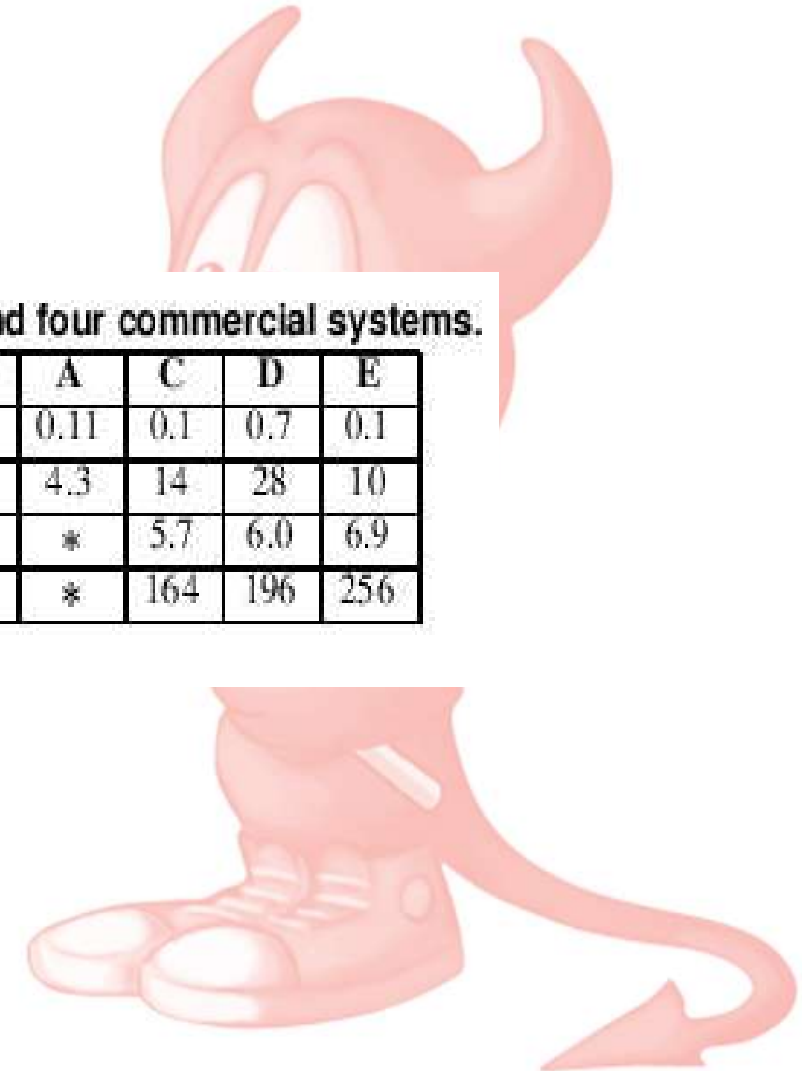 nd four commercial systems.
A C D E
0.11 0.1 0.7 0.1
4.3 14 28 10
* 5.7 6.0 6.9
* 164 196 256